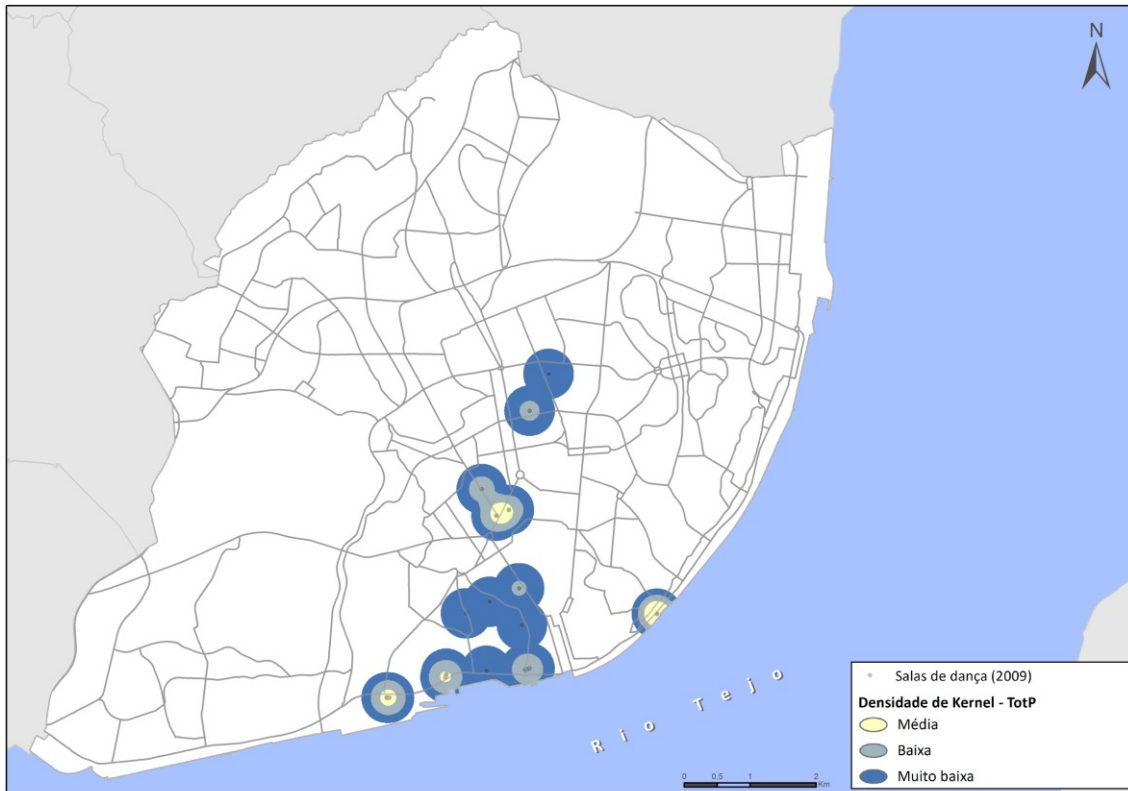 N
Rio Tejo
Salas de dança (2009)
Densidade de Kernel - TotP
Média
Baixa
Muito baixa
0 0,5 1 2
Km